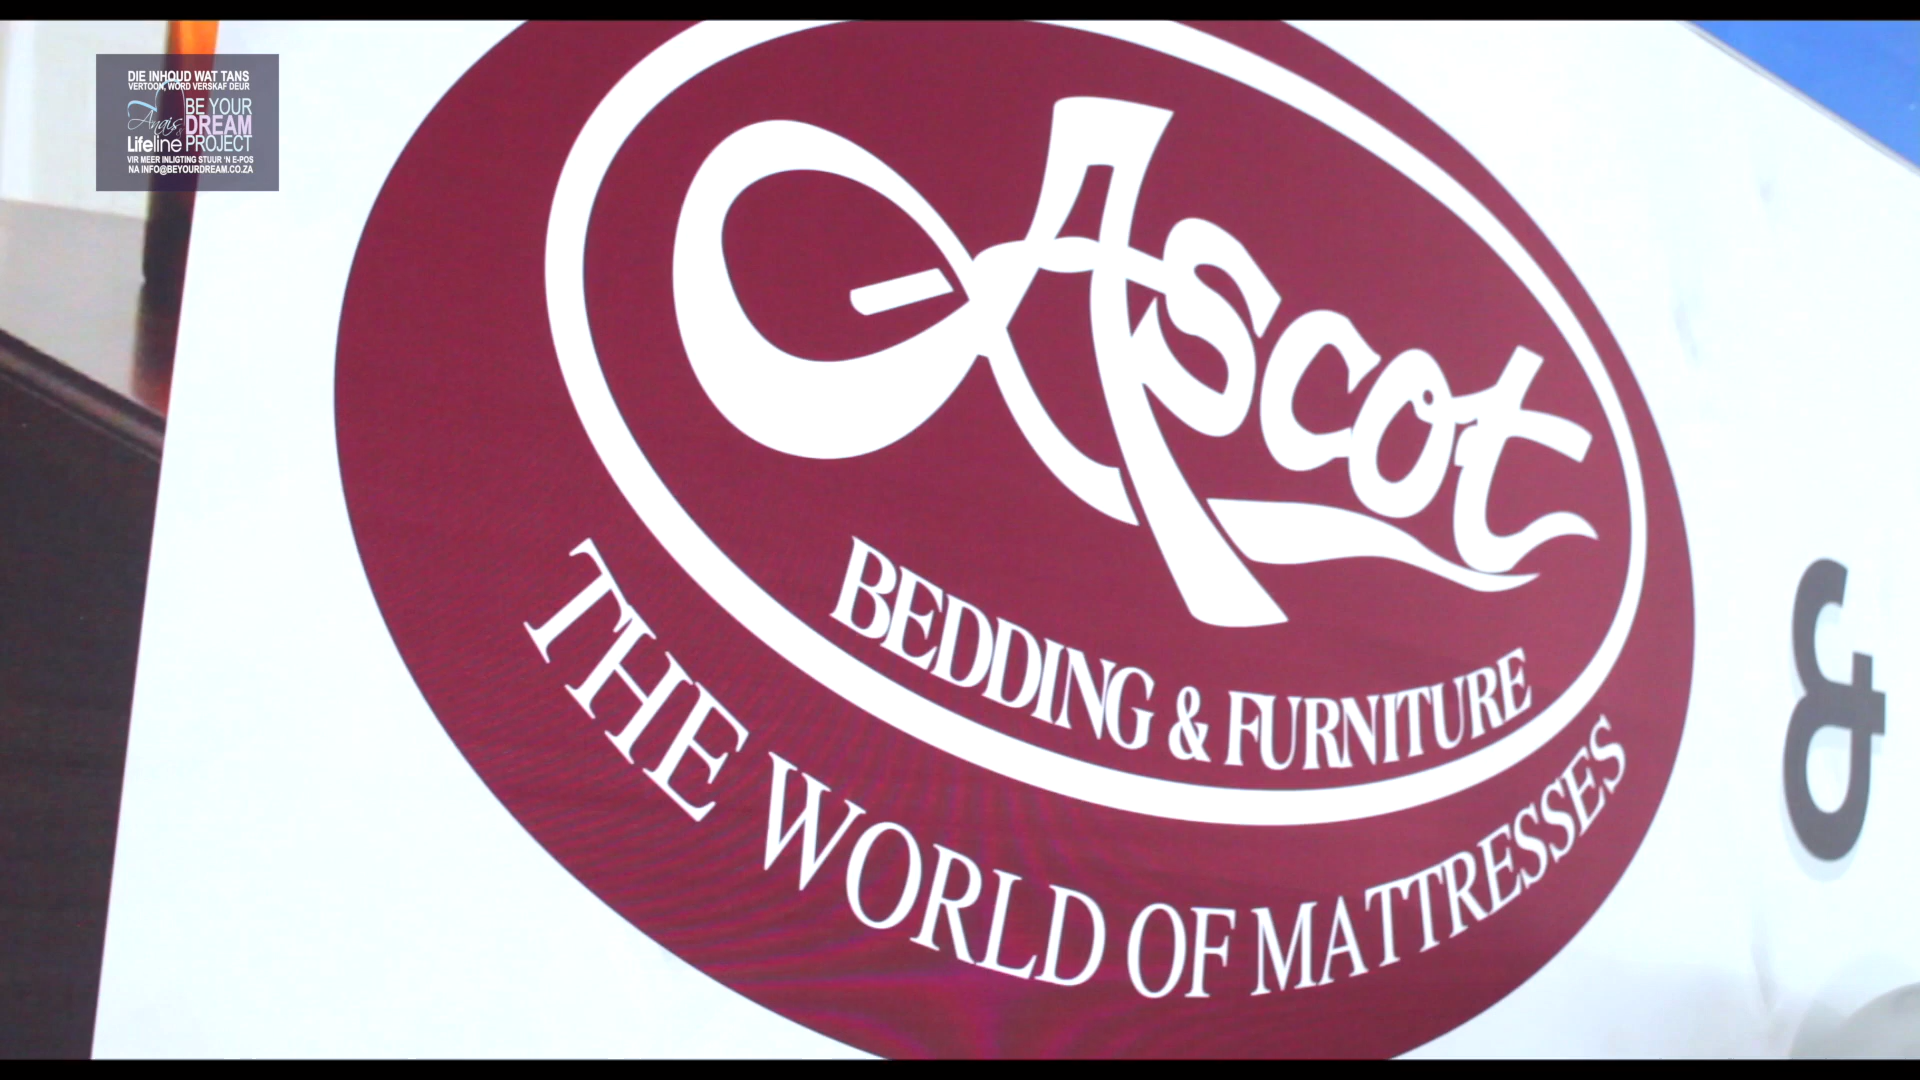 DIE INHOUD WAT TANS
VERTOON, WORD VERSKAF DEUR
Anais
Lifeline
BE YOUR
DREAM
PROJECT
VIR MEER INLIGTING STUUR 'N E-POS
NA INFO@BEYOURDREAM.CO.ZA
Ascot
BEDDING & FURNITURE
THE WORLD OF MATTRESSES
&